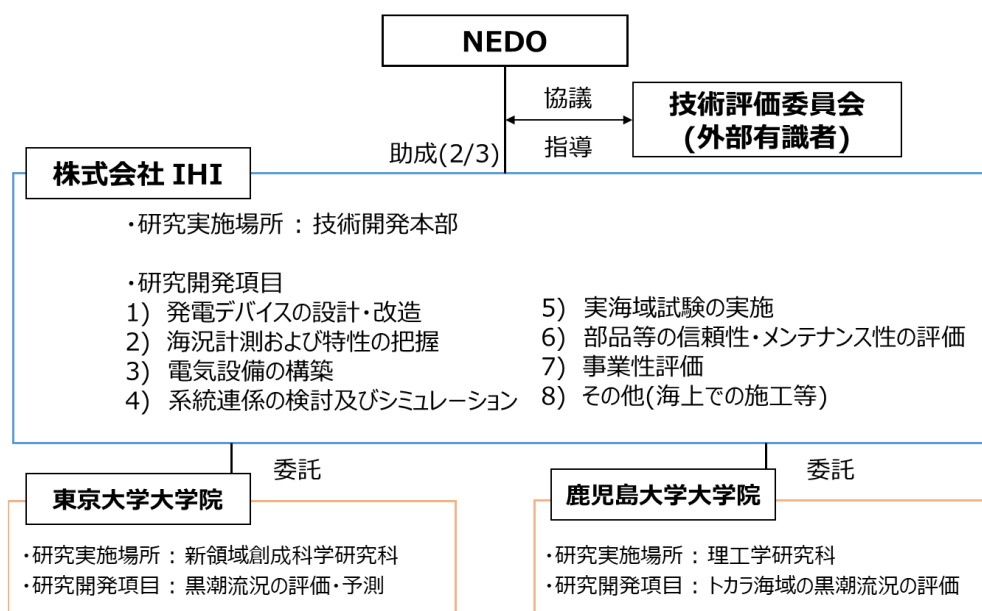 NEDO
協議
指導
技術評価委員会
(外部有識者)
助成(2/3)
株式会社 IHI
・研究実施場所 : 技術開発本部
・研究開発項目
1) 発電デバイスの設計・改造
2) 海況計測および特性の把握
3) 電気設備の構築
4) 系統連係の検討及びシミュレーション
5) 実海域試験の実施
6) 部品等の信頼性・メンテナンス性の評価
7) 事業性評価
8) その他(海上での施工等)
委託
東京大学大学院
・研究実施場所 : 新領域創成科学研究科
・研究開発項目 : 黒潮流況の評価・予測
委託
鹿児島大学大学院
・研究実施場所 : 理工学研究科
・研究開発項目 : トカラ海域の黒潮流況の評価